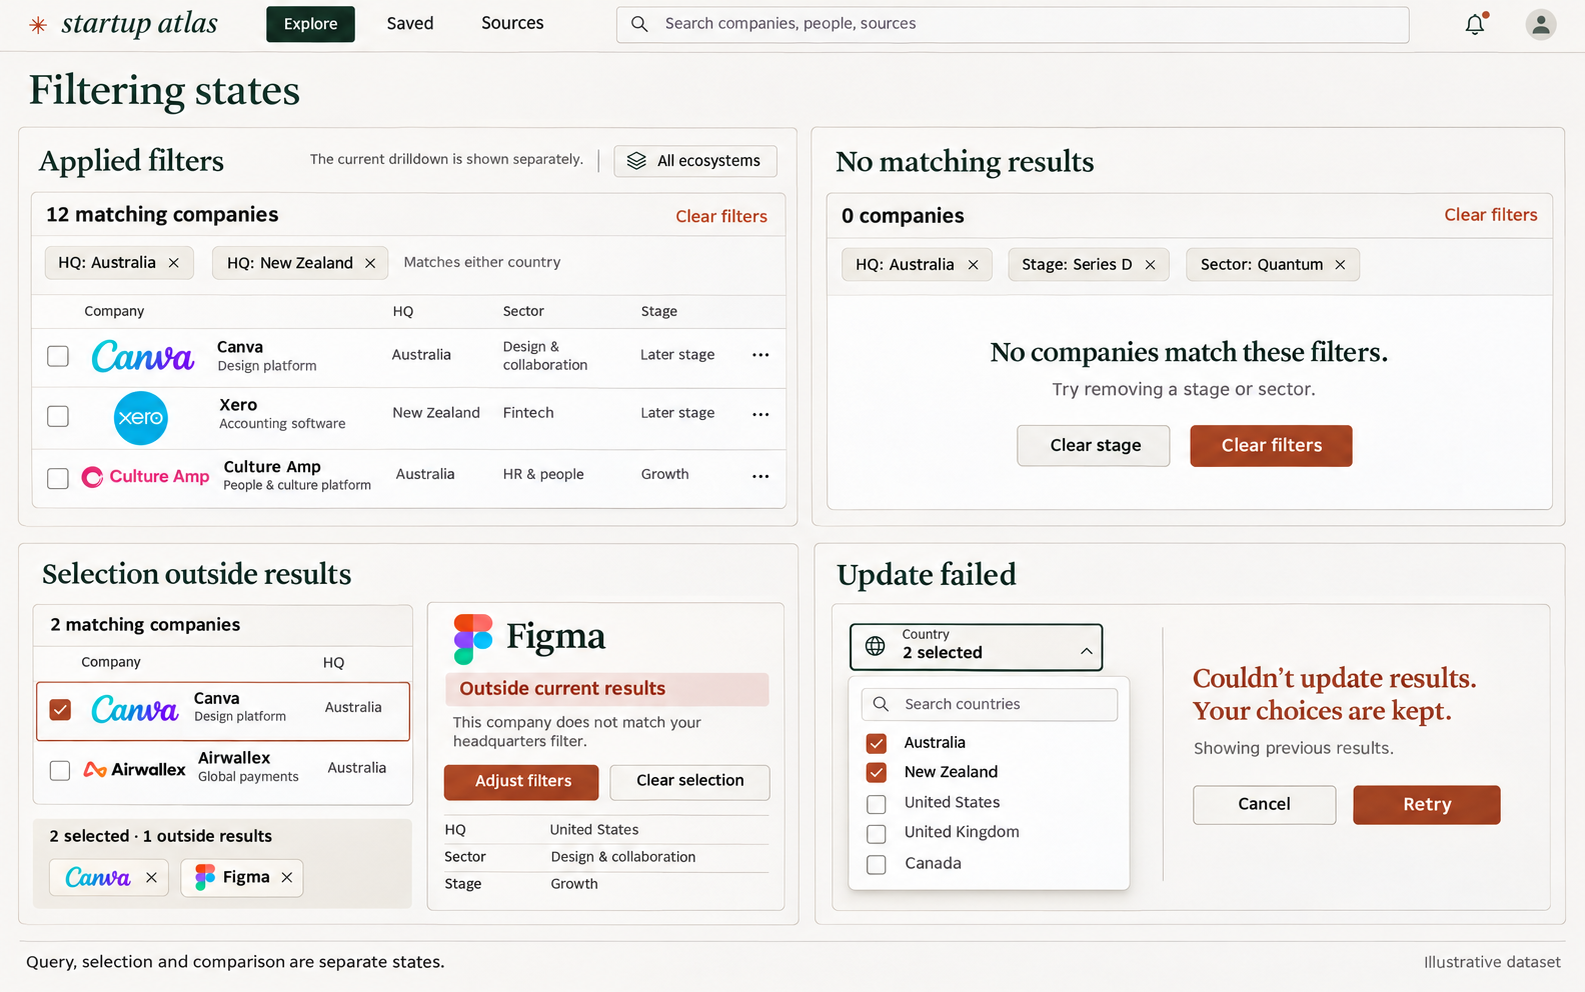 startup atlas
Explore
Saved
Sources
Search companies, people, sources
Filtering states
Applied filters
The current drilldown is shown separately.
All ecosystems
12 matching companies
Clear filters
HQ: Australia
HQ: New Zealand
Matches either country
Company HQ Sector Stage
Canva
Canva
Design platform
Australia
Design &
collaboration
Later stage
xero
Xero
Accounting software
New Zealand
Fintech
Later stage
Culture Amp
Culture Amp
People & culture platform
Australia
HR & people
Growth
No matching results
0 companies
Clear filters
HQ: Australia
Stage: Series D
Sector: Quantum
No companies match these filters.
Try removing a stage or sector.
Clear stage
Clear filters
Selection outside results
2 matching companies
Company HQ
Canva
Canva
Design platform
Australia
Airwallex
Airwallex
Global payments
Australia
2 selected · 1 outside results
Canva
Figma
Figma
Outside current results
This company does not match your
headquarters filter.
Adjust filters
Clear selection
HQ United States
Sector Design & collaboration
Stage Growth
Update failed
Country
2 selected
Search countries
Australia
New Zealand
United States
United Kingdom
Canada
Couldn’t update results.
Your choices are kept.
Showing previous results.
Cancel
Retry
Query, selection and comparison are separate states.
Illustrative dataset